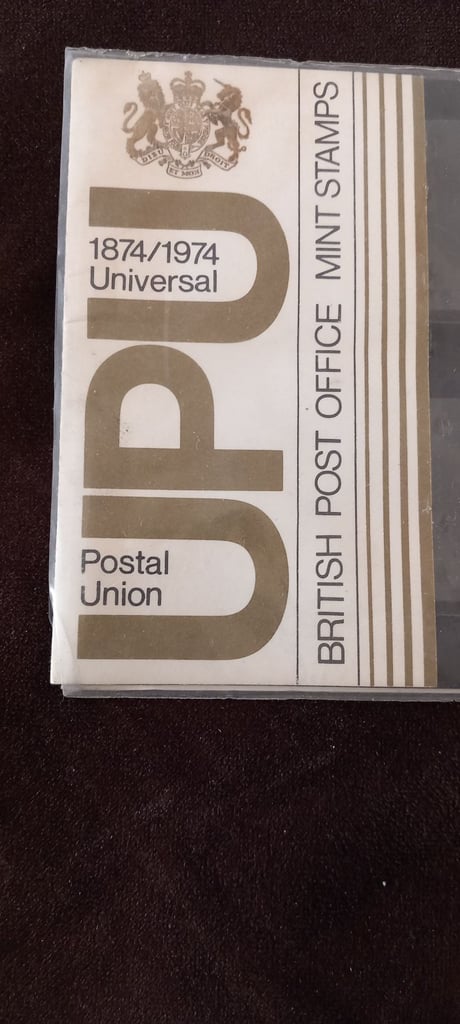 DIEU ET MON DROIT
UPU
1874/1974
Universal
Postal
Union
BRITISH POST OFFICE MINT STAMPS